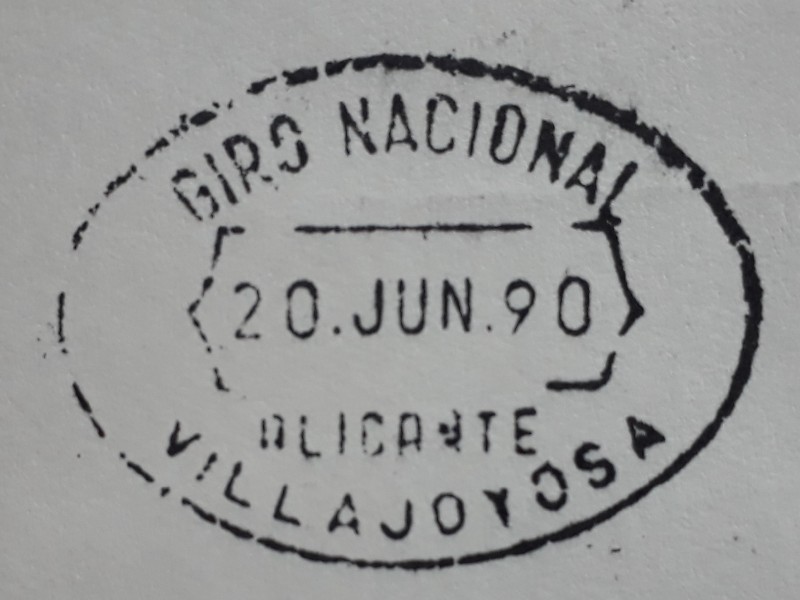 GIRO NACIONAL
20.JUN.90
ALICANTE
VILLAJOYOSA